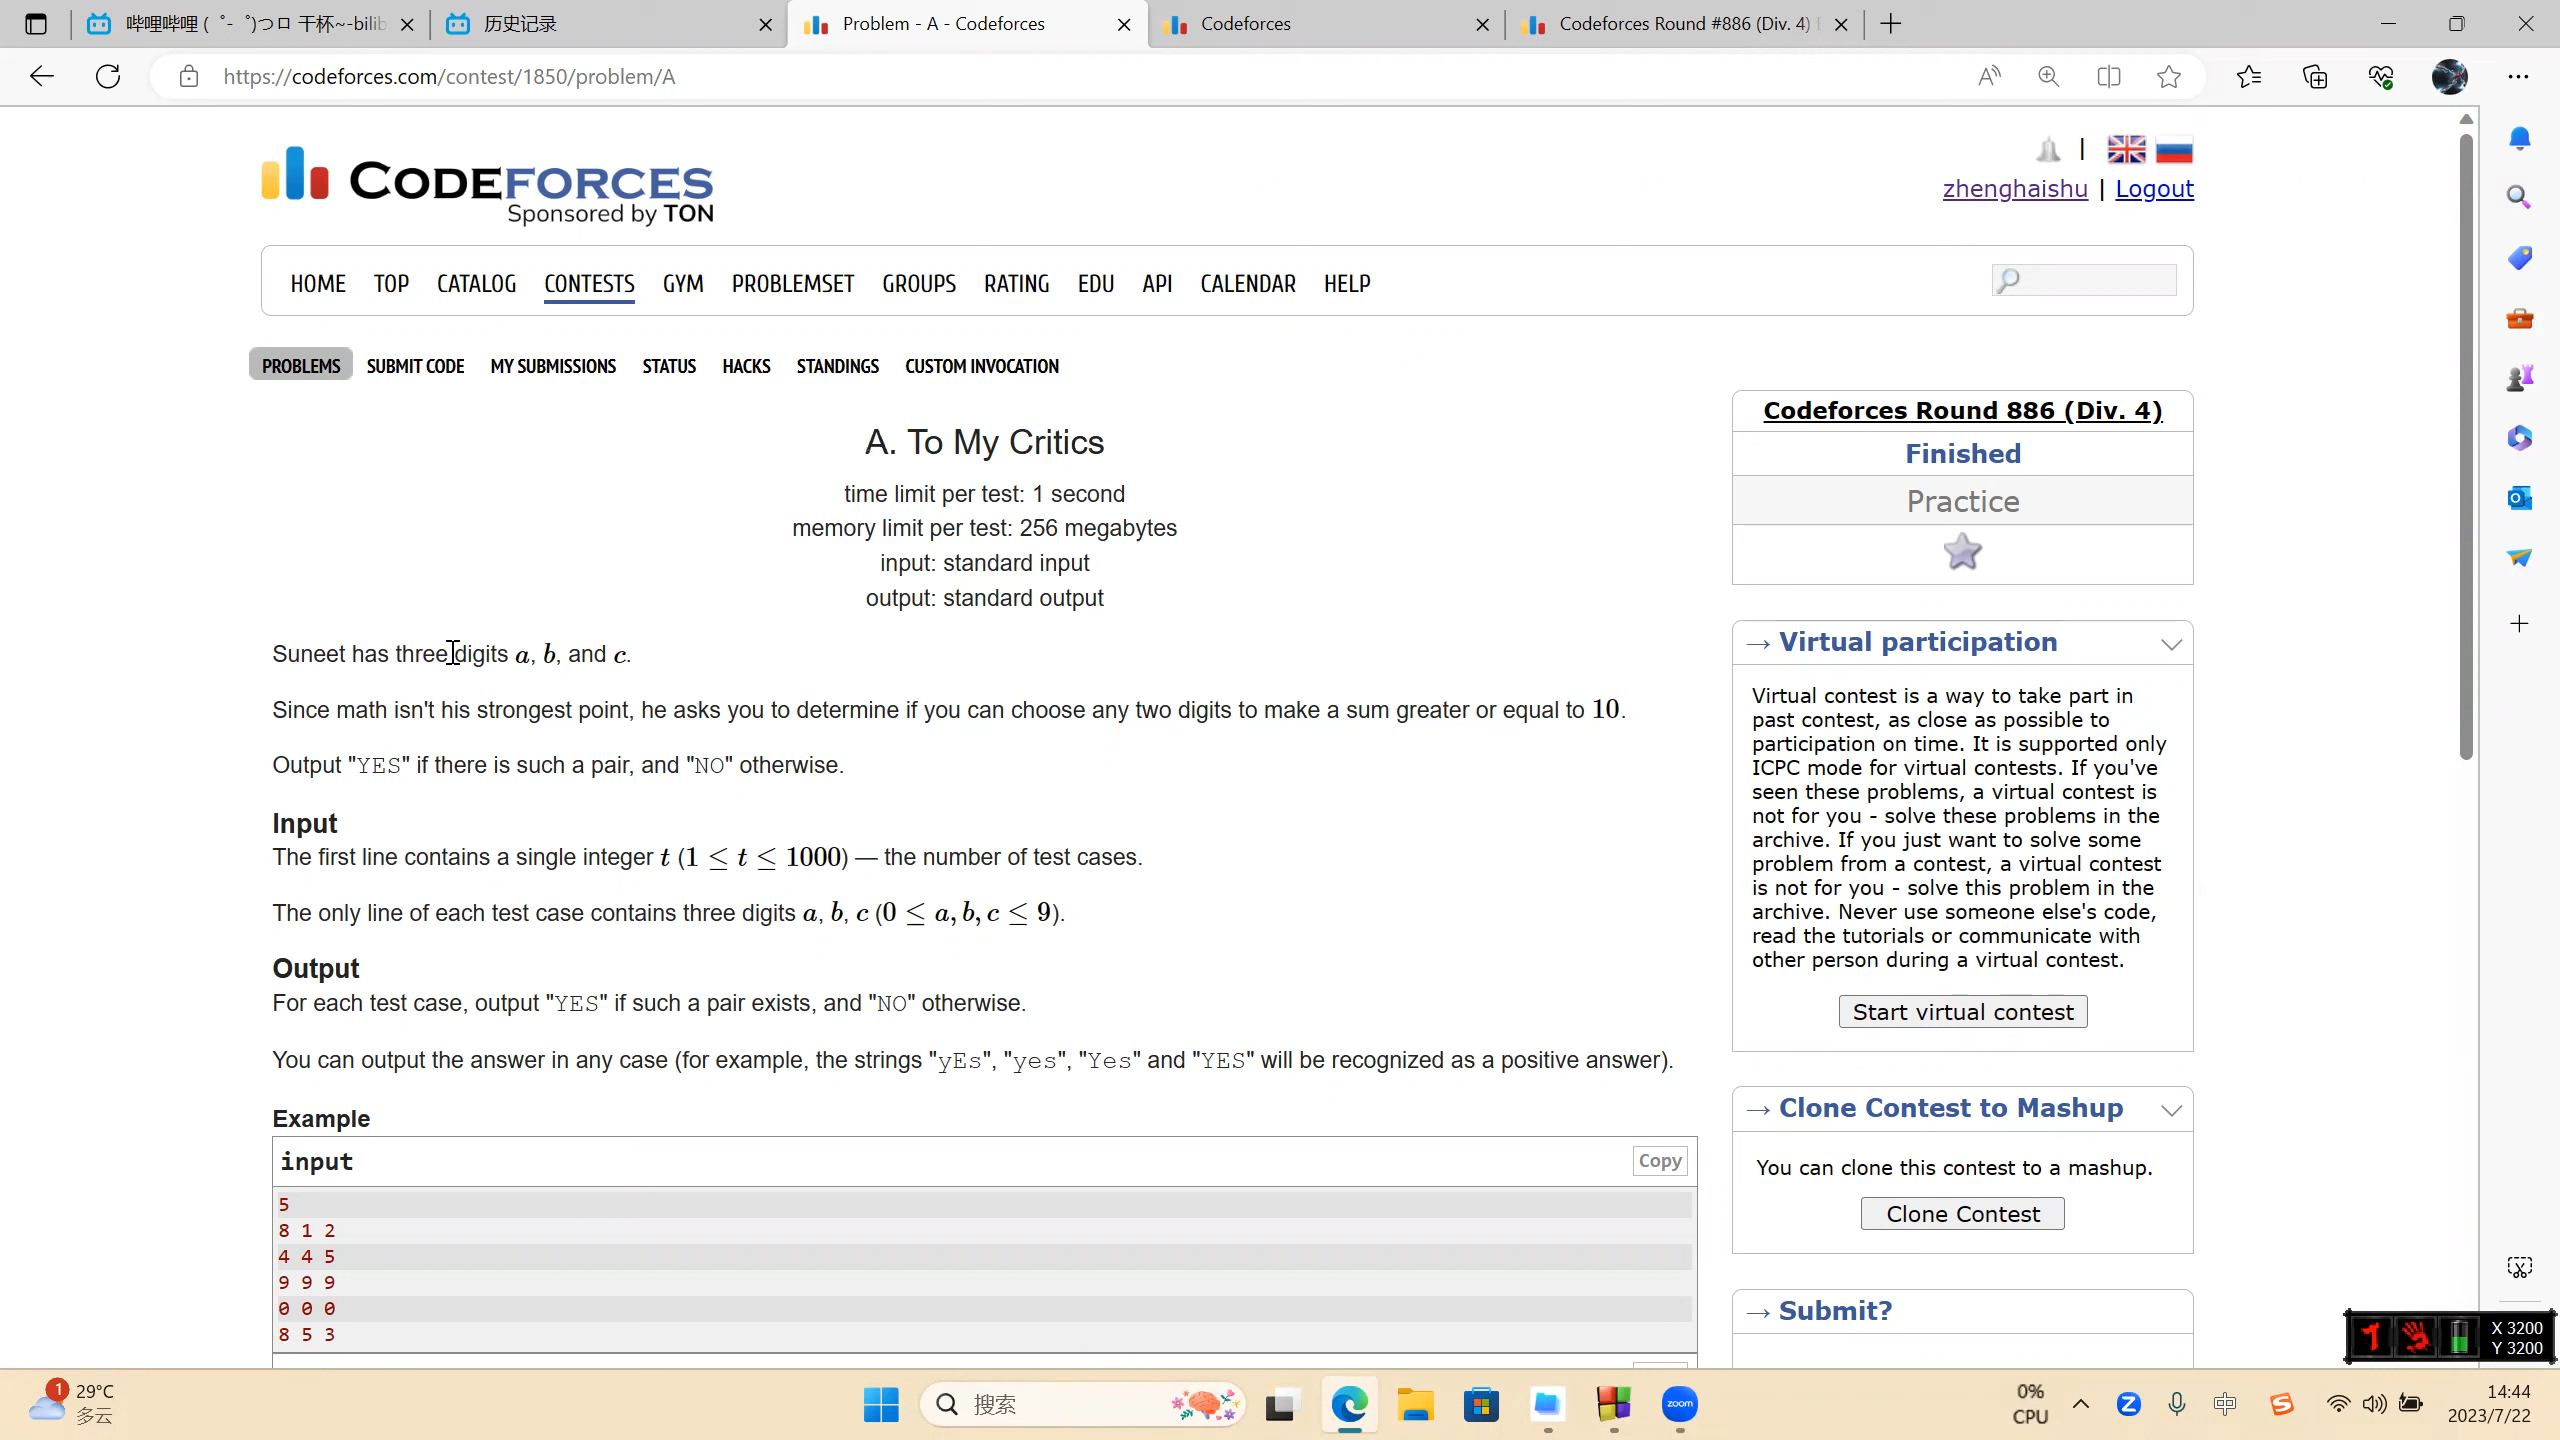 哔哩哔哩 (゜-゜)つロ 干杯~-bilib
历史记录
Problem - A - Codeforces
Codeforces
Codeforces Round #886 (Div. 4)
https://codeforces.com/contest/1850/problem/A
CODEFORCES
Sponsored by TON
zhenghaishu | Logout
HOME TOP CATALOG CONTESTS GYM PROBLEMSET GROUPS RATING EDU API CALENDAR HELP
PROBLEMS SUBMIT CODE MY SUBMISSIONS STATUS HACKS STANDINGS CUSTOM INVOCATION
A. To My Critics
time limit per test: 1 second
memory limit per test: 256 megabytes
input: standard input
output: standard output
Suneet has three digits a, b, and c.
Since math isn't his strongest point, he asks you to determine if you can choose any two digits to make a sum greater or equal to 10.
Output "YES" if there is such a pair, and "NO" otherwise.
Input
The first line contains a single integer t (1 ≤ t ≤ 1000) — the number of test cases.
The only line of each test case contains three digits a, b, c (0 ≤ a, b, c ≤ 9).
Output
For each test case, output "YES" if such a pair exists, and "NO" otherwise.
You can output the answer in any case (for example, the strings "yEs", "yes", "Yes" and "YES" will be recognized as a positive answer).
Example
input
Copy
5
8 1 2
4 4 5
9 9 9
0 0 0
8 5 3
Codeforces Round 886 (Div. 4)
Finished
Practice
→ Virtual participation
Virtual contest is a way to take part in
past contest, as close as possible to
participation on time. It is supported only
ICPC mode for virtual contests. If you've
seen these problems, a virtual contest is
not for you - solve these problems in the
archive. If you just want to solve some
problem from a contest, a virtual contest
is not for you - solve this problem in the
archive. Never use someone else's code,
read the tutorials or communicate with
other person during a virtual contest.
Start virtual contest
→ Clone Contest to Mashup
You can clone this contest to a mashup.
Clone Contest
→ Submit?
X 3200
Y 3200
1
29°C
多云
搜索
zoom
0%
CPU
中
14:44
2023/7/22